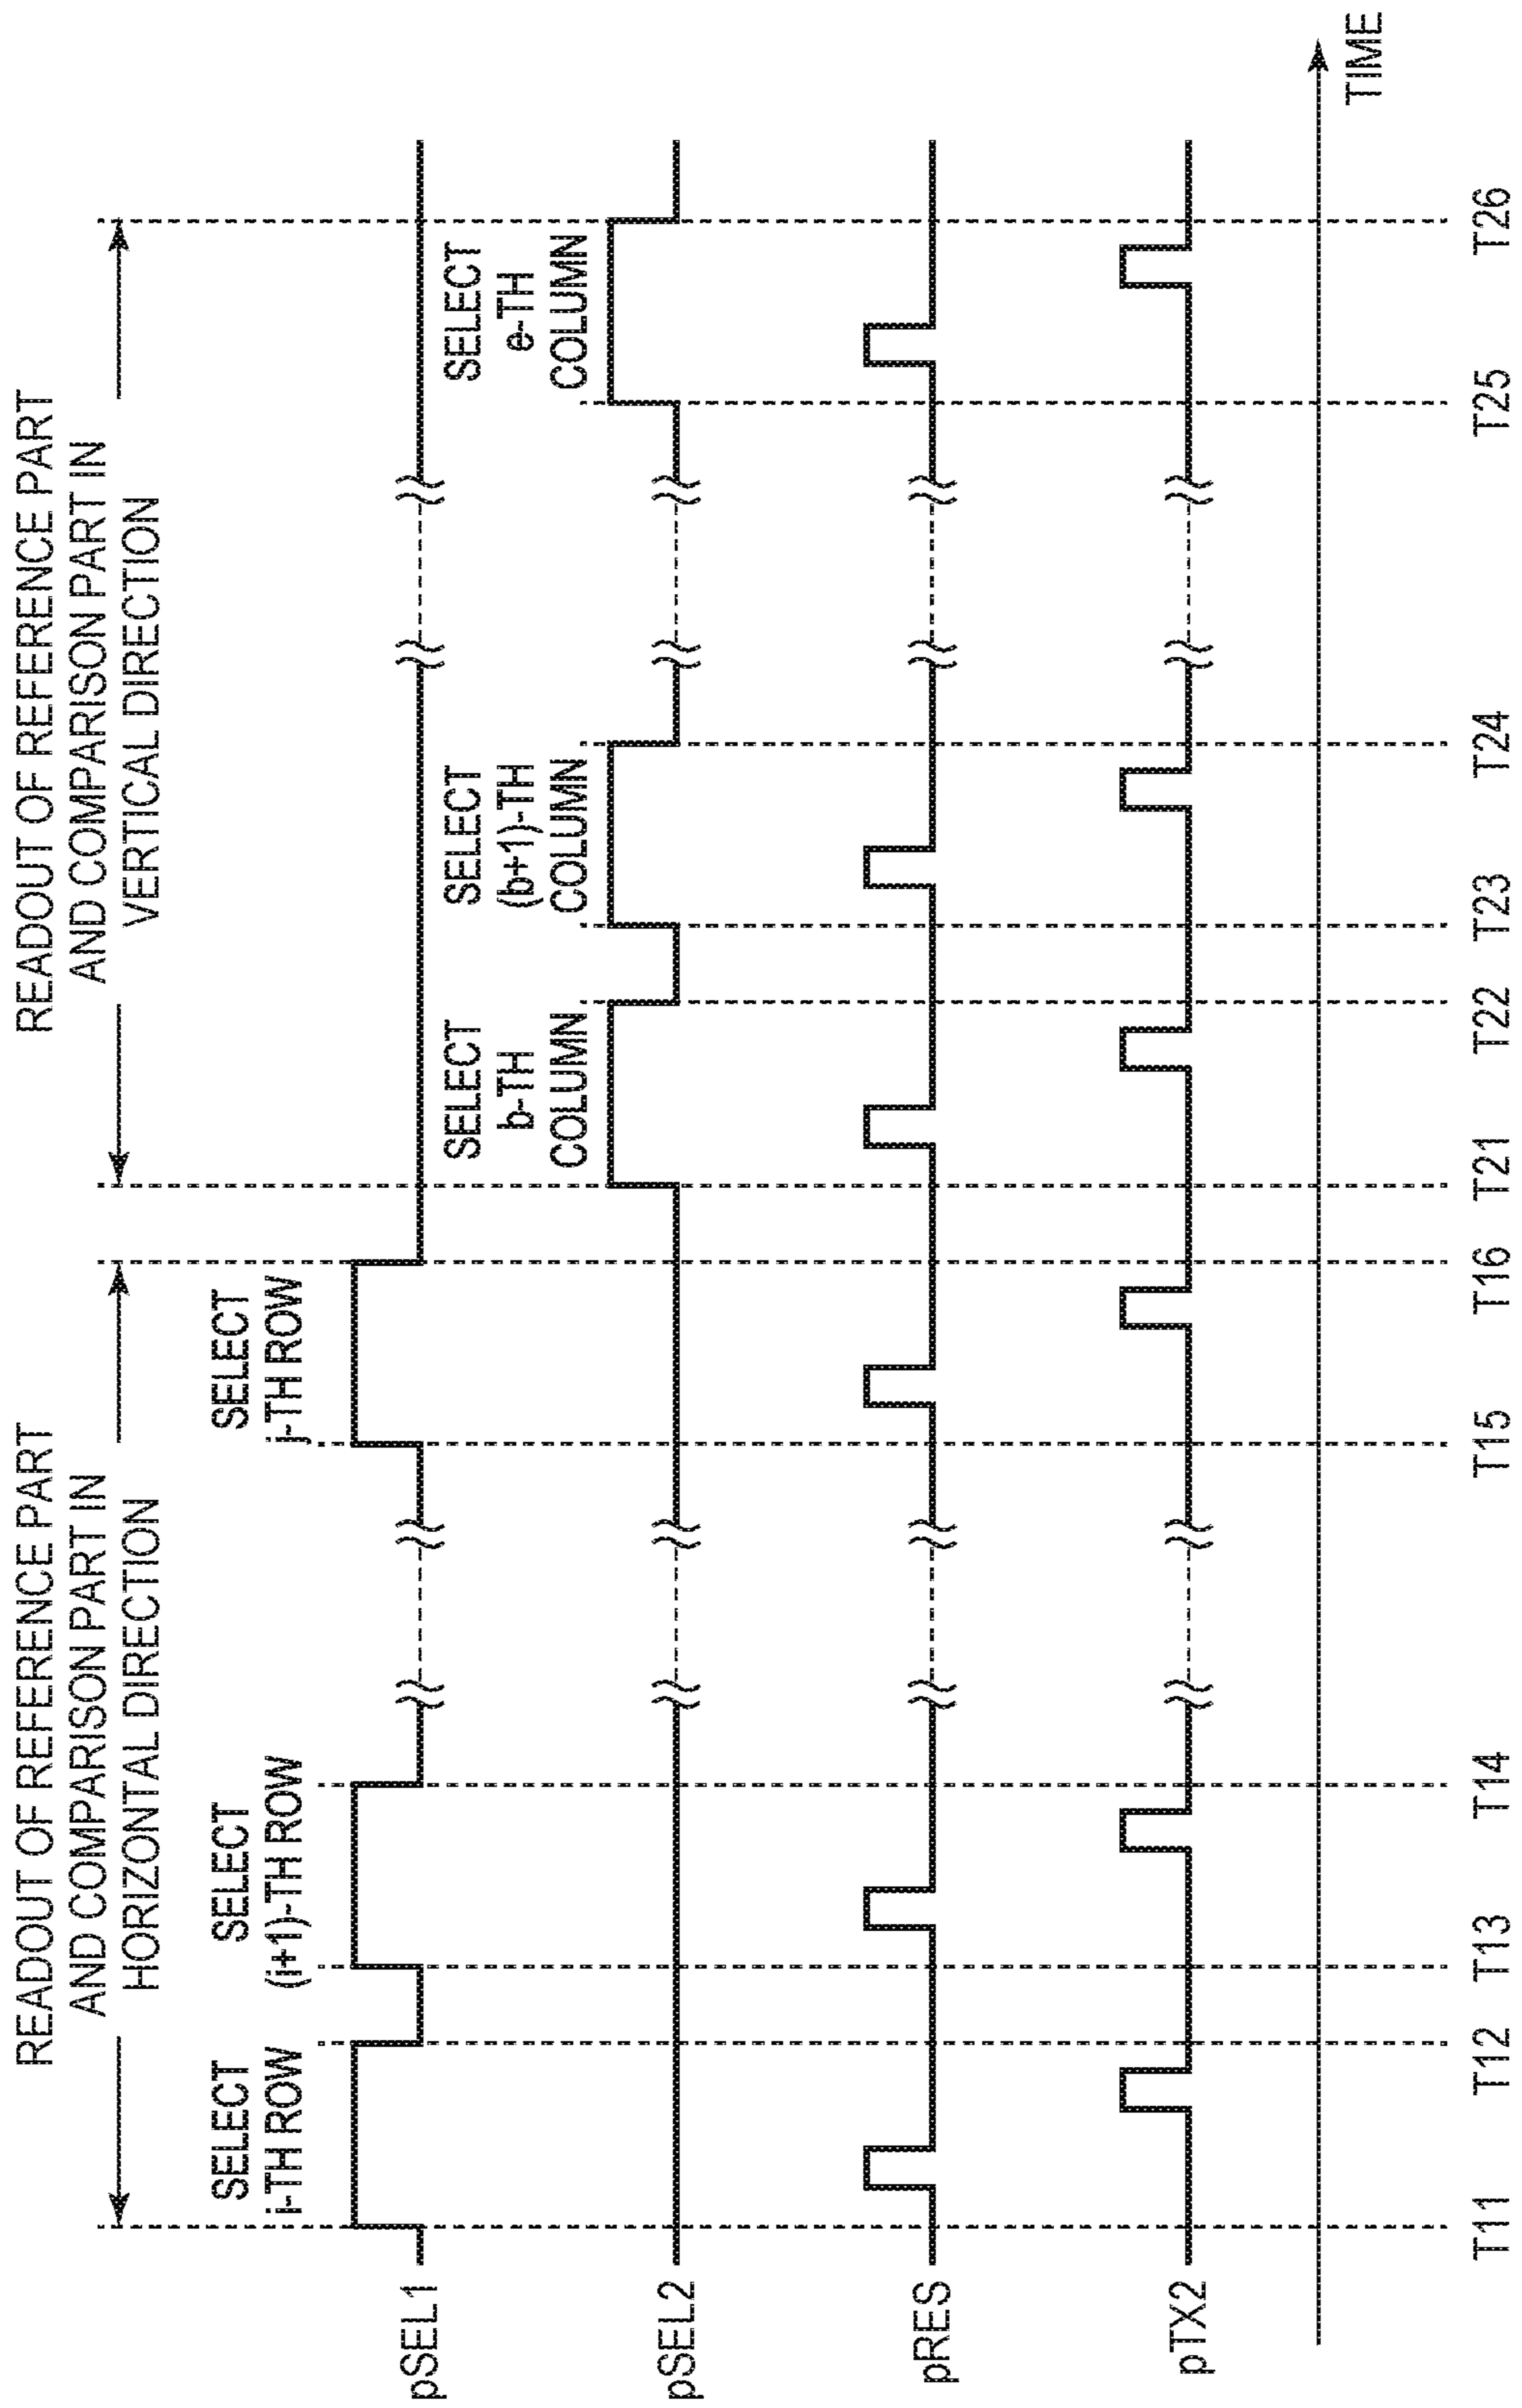 READOUT OF REFERENCE PART
AND COMPARISON PART IN
HORIZONTAL DIRECTION
READOUT OF REFERENCE PART
AND COMPARISON PART IN
VERTICAL DIRECTION
SELECT
i-TH ROW
SELECT
(i+1)-TH ROW
SELECT
j-TH ROW
pSEL1
SELECT
b-TH
COLUMN
SELECT
(b+1)-TH
COLUMN
SELECT
e-TH
COLUMN
pSEL2
pRES
pTX2
TIME
T11
T12
T13
T14
T15
T16
T21
T22
T23
T24
T25
T26